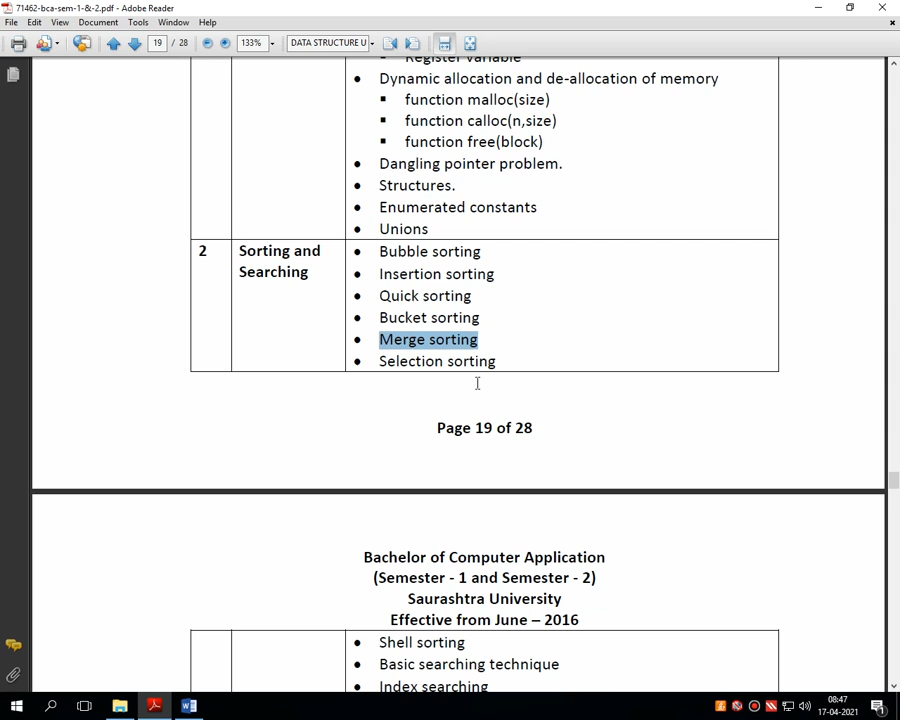 71462-bca-sem-1-&-2.pdf - Adobe Reader
File Edit View Document Tools Window Help
19 / 28 133% DATA STRUCTURE U
Register variable
• Dynamic allocation and de-allocation of memory
▪ function malloc(size)
▪ function calloc(n,size)
▪ function free(block)
• Dangling pointer problem.
• Structures.
• Enumerated constants
• Unions
2 Sorting and Searching
• Bubble sorting
• Insertion sorting
• Quick sorting
• Bucket sorting
• Merge sorting
• Selection sorting
Page 19 of 28
Bachelor of Computer Application
(Semester - 1 and Semester - 2)
Saurashtra University
Effective from June – 2016
• Shell sorting
• Basic searching technique
• Index searching
08:47
17-04-2021